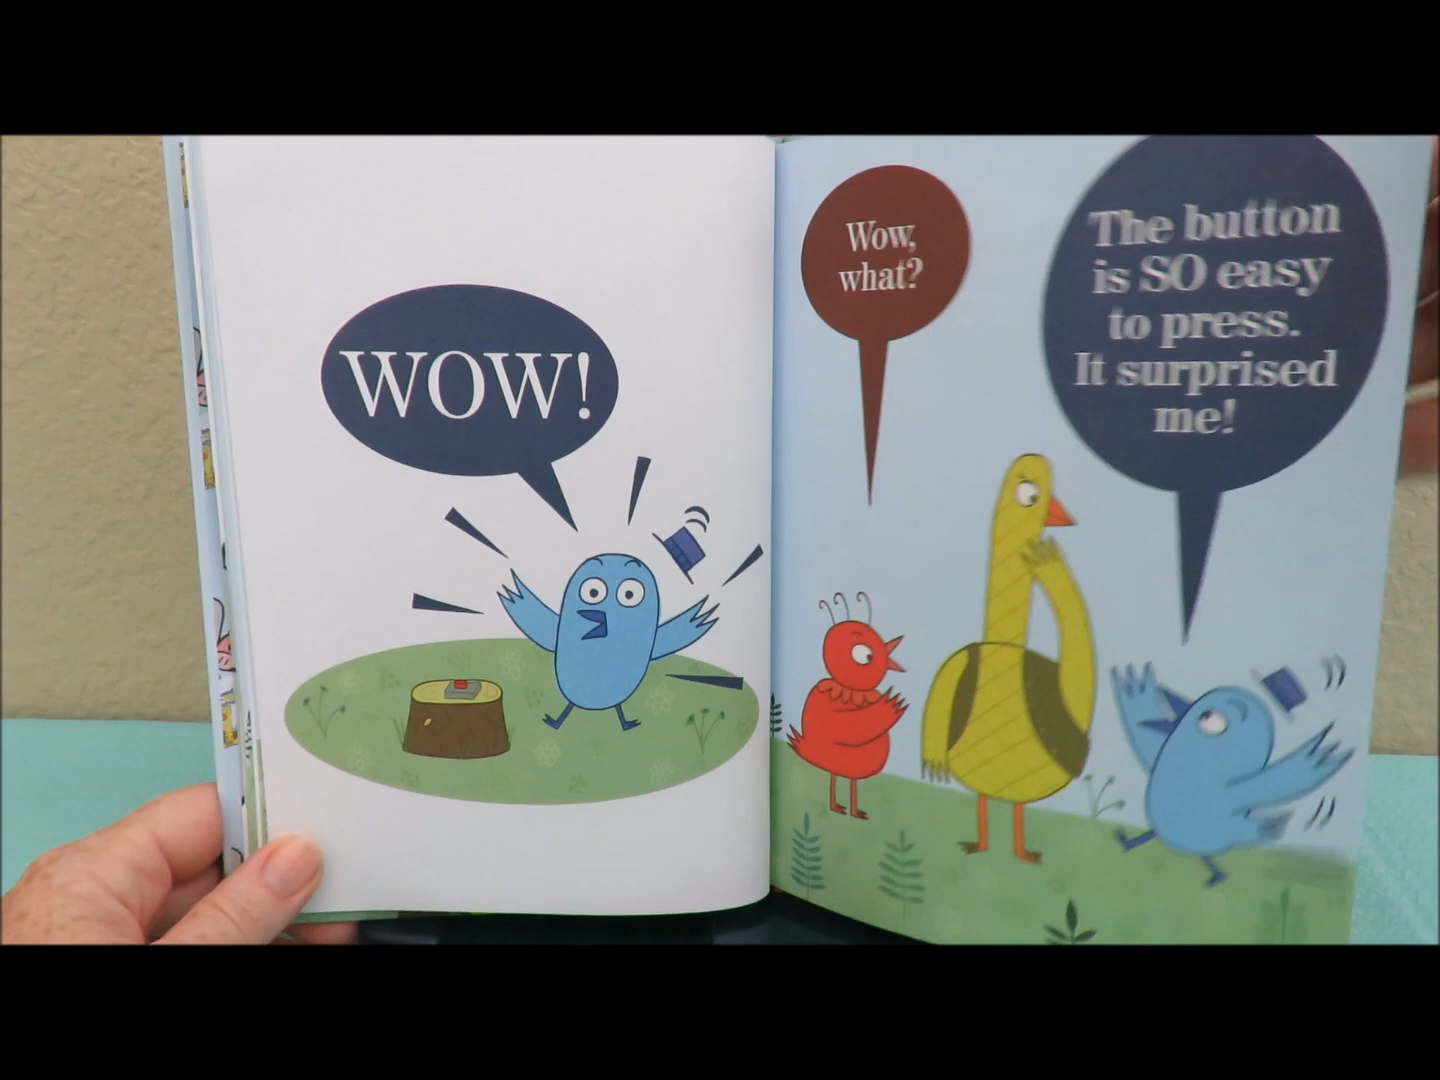 WOW!
Wow,
what?
The button
is SO easy
to press.
It surprised
me!